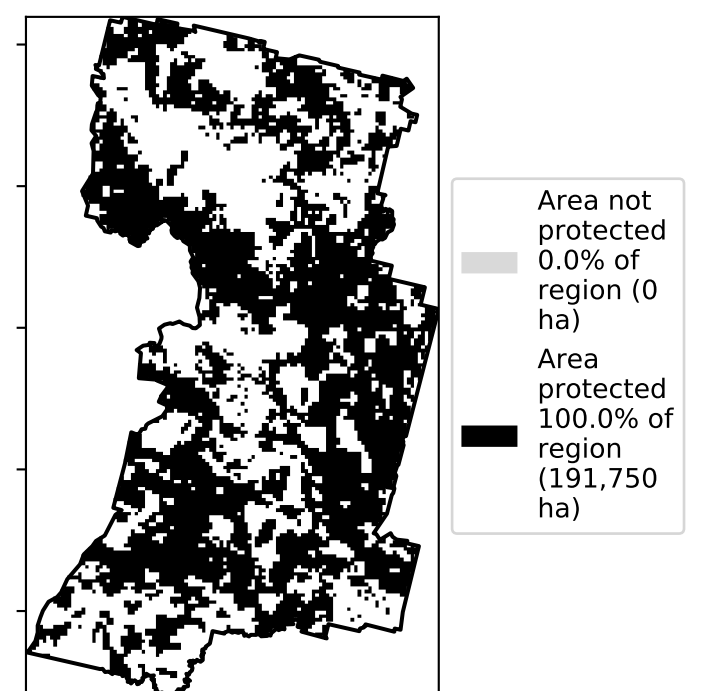 Area not
protected
0.0% of
region (0
ha)
Area
protected
100.0% of
region
(191,750
ha)